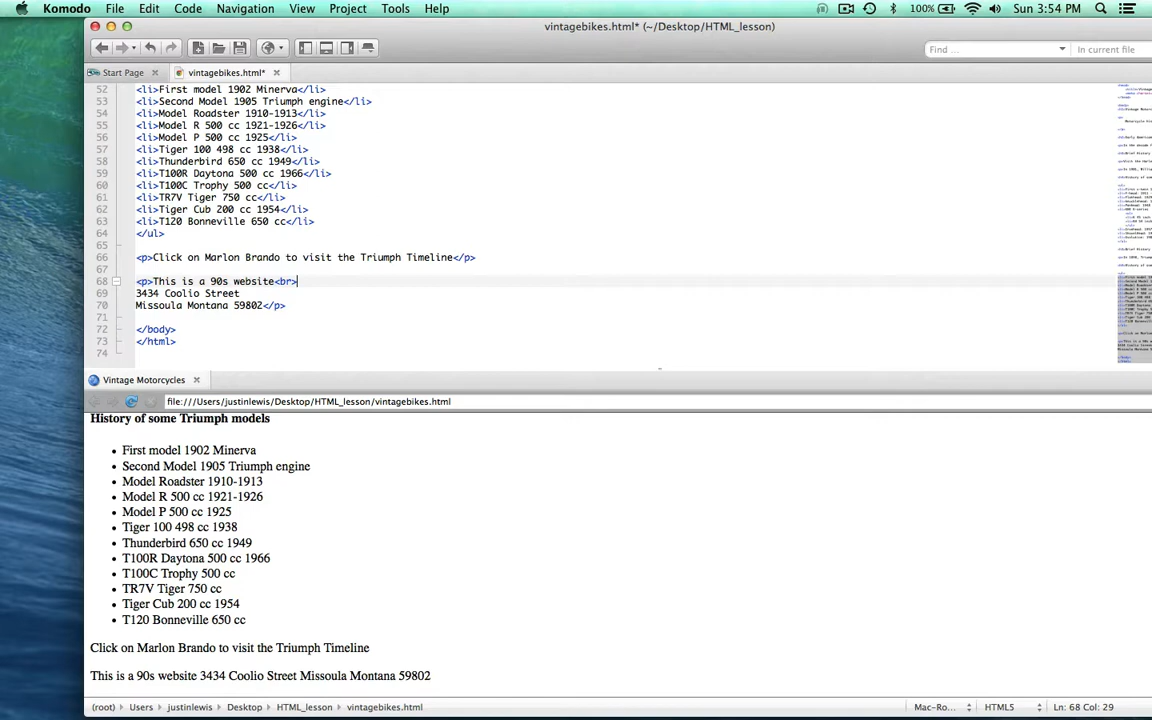 Komodo File Edit Code Navigation View Project Tools Help 100% Sun 3:54 PM
vintagebikes.html* (~/Desktop/HTML_lesson)
Find ... In current file
Start Page vintagebikes.html*
52 <li>First model 1902 Minerva</li>
53 <li>Second Model 1905 Triumph engine</li>
54 <li>Model Roadster 1910-1913</li>
55 <li>Model R 500 cc 1921-1926</li>
56 <li>Model P 500 cc 1925</li>
57 <li>Tiger 100 498 cc 1938</li>
58 <li>Thunderbird 650 cc 1949</li>
59 <li>T100R Daytona 500 cc 1966</li>
60 <li>T100C Trophy 500 cc</li>
61 <li>TR7V Tiger 750 cc</li>
62 <li>Tiger Cub 200 cc 1954</li>
63 <li>T120 Bonneville 650 cc</li>
64 </ul>
65
66 <p>Click on Marlon Brando to visit the Triumph Timeline</p>
67
68 <p>This is a 90s website<br>
69 3434 Coolio Street
70 Missoula Montana 59802</p>
71
72 </body>
73 </html>
74
Vintage Motorcycles
file:///Users/justinlewis/Desktop/HTML_lesson/vintagebikes.html
History of some Triumph models
• First model 1902 Minerva
• Second Model 1905 Triumph engine
• Model Roadster 1910-1913
• Model R 500 cc 1921-1926
• Model P 500 cc 1925
• Tiger 100 498 cc 1938
• Thunderbird 650 cc 1949
• T100R Daytona 500 cc 1966
• T100C Trophy 500 cc
• TR7V Tiger 750 cc
• Tiger Cub 200 cc 1954
• T120 Bonneville 650 cc
Click on Marlon Brando to visit the Triumph Timeline
This is a 90s website 3434 Coolio Street Missoula Montana 59802
(root) Users justinlewis Desktop HTML_lesson vintagebikes.html Mac-Ro... HTML5 Ln: 68 Col: 29